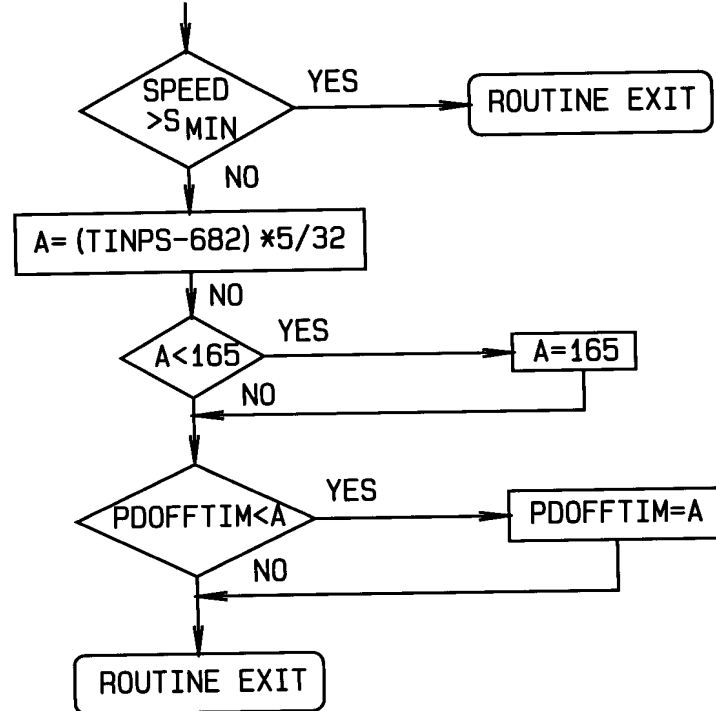 SPEED
>SMIN
YES
ROUTINE EXIT
NO
A=(TINPS-682)*5/32
NO
A<165
YES
A=165
NO
PDOFFTIM<A
YES
PDOFFTIM=A
NO
ROUTINE EXIT